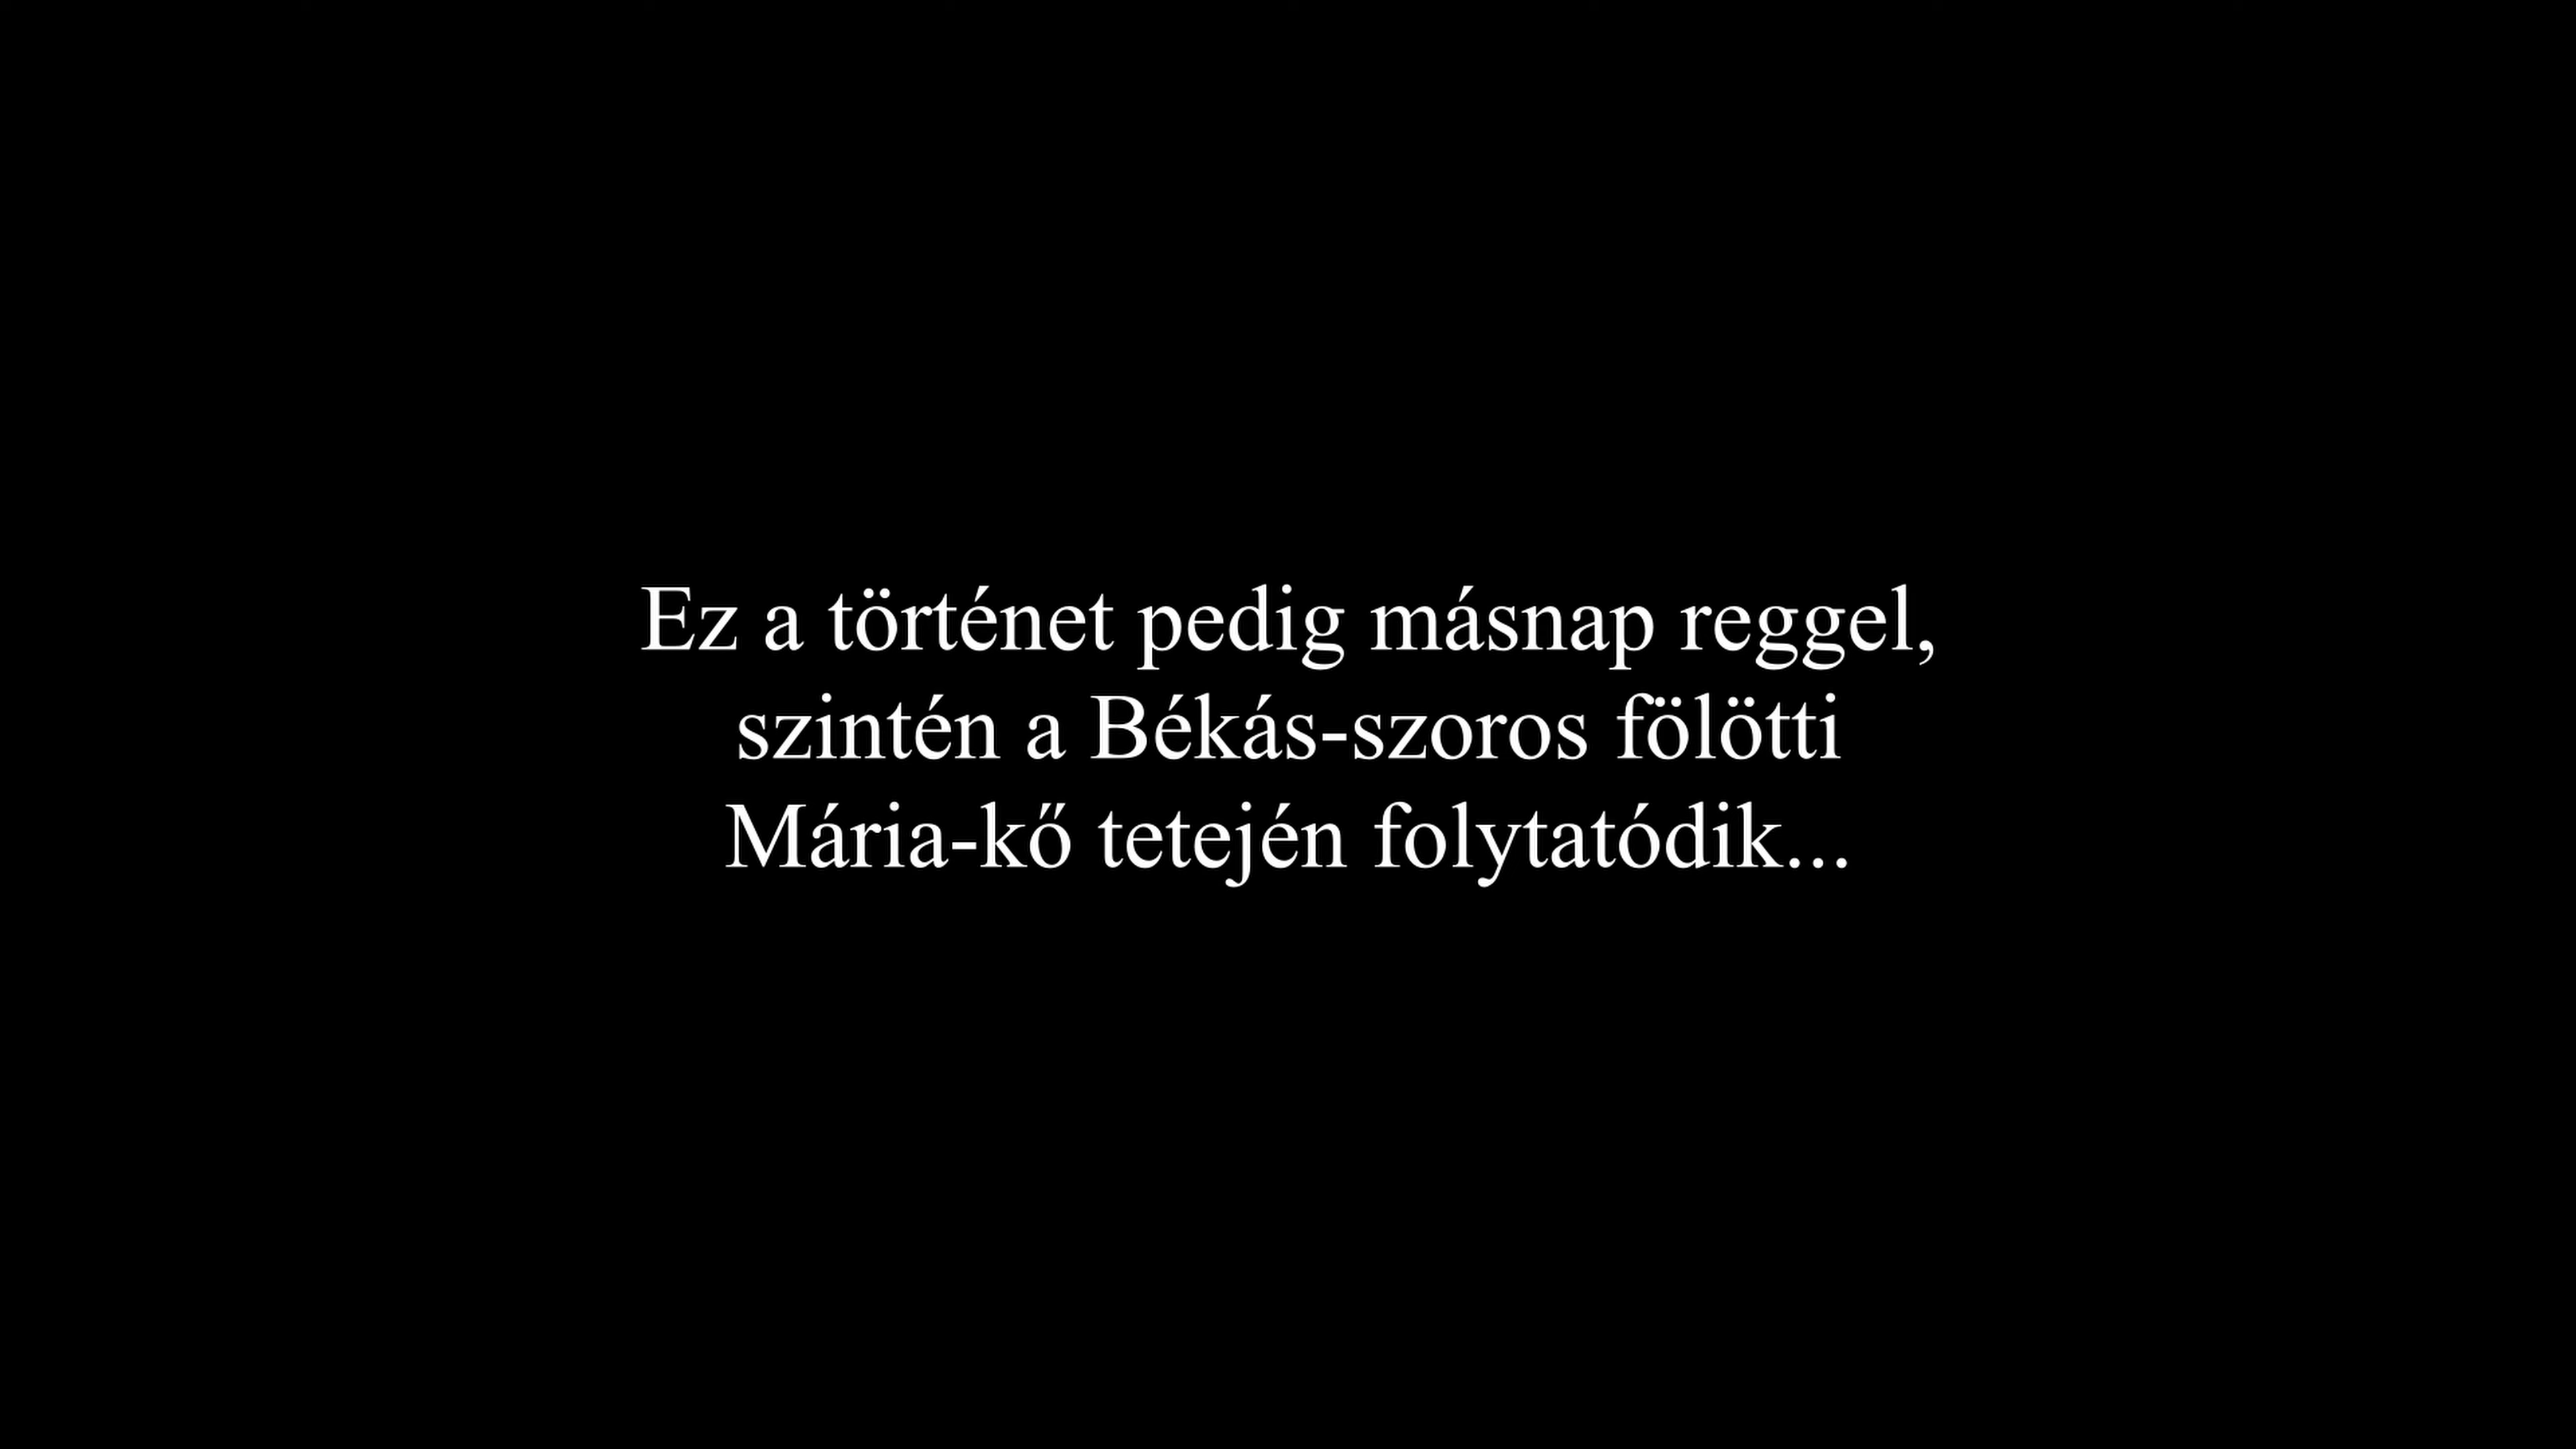 Ez a történet pedig másnap reggel,
szintén a Békás-szoros fölötti
Mária-kő tetején folytatódik...